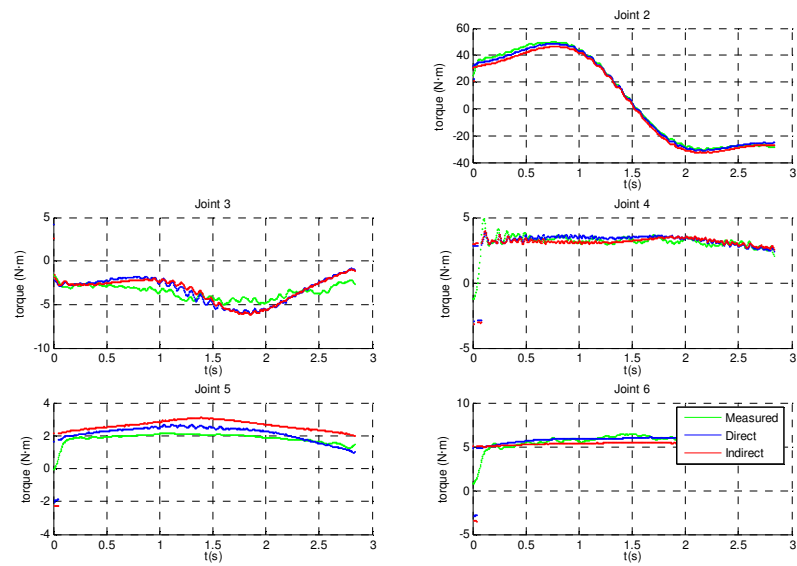 Joint 2
60
40
20
0
-20
-40
torque (N·m)
0 0.5 1 1.5 2 2.5 3
t(s)
Joint 3
5
0
-5
-10
torque (N·m)
0 0.5 1 1.5 2 2.5 3
t(s)
Joint 4
5
0
-5
torque (N·m)
0 0.5 1 1.5 2 2.5 3
t(s)
Joint 5
4
2
0
-2
-4
torque (N·m)
0 0.5 1 1.5 2 2.5 3
t(s)
Joint 6
10
5
0
-5
torque (N·m)
0 0.5 1 1.5 2 2.5 3
t(s)
Measured
Direct
Indirect